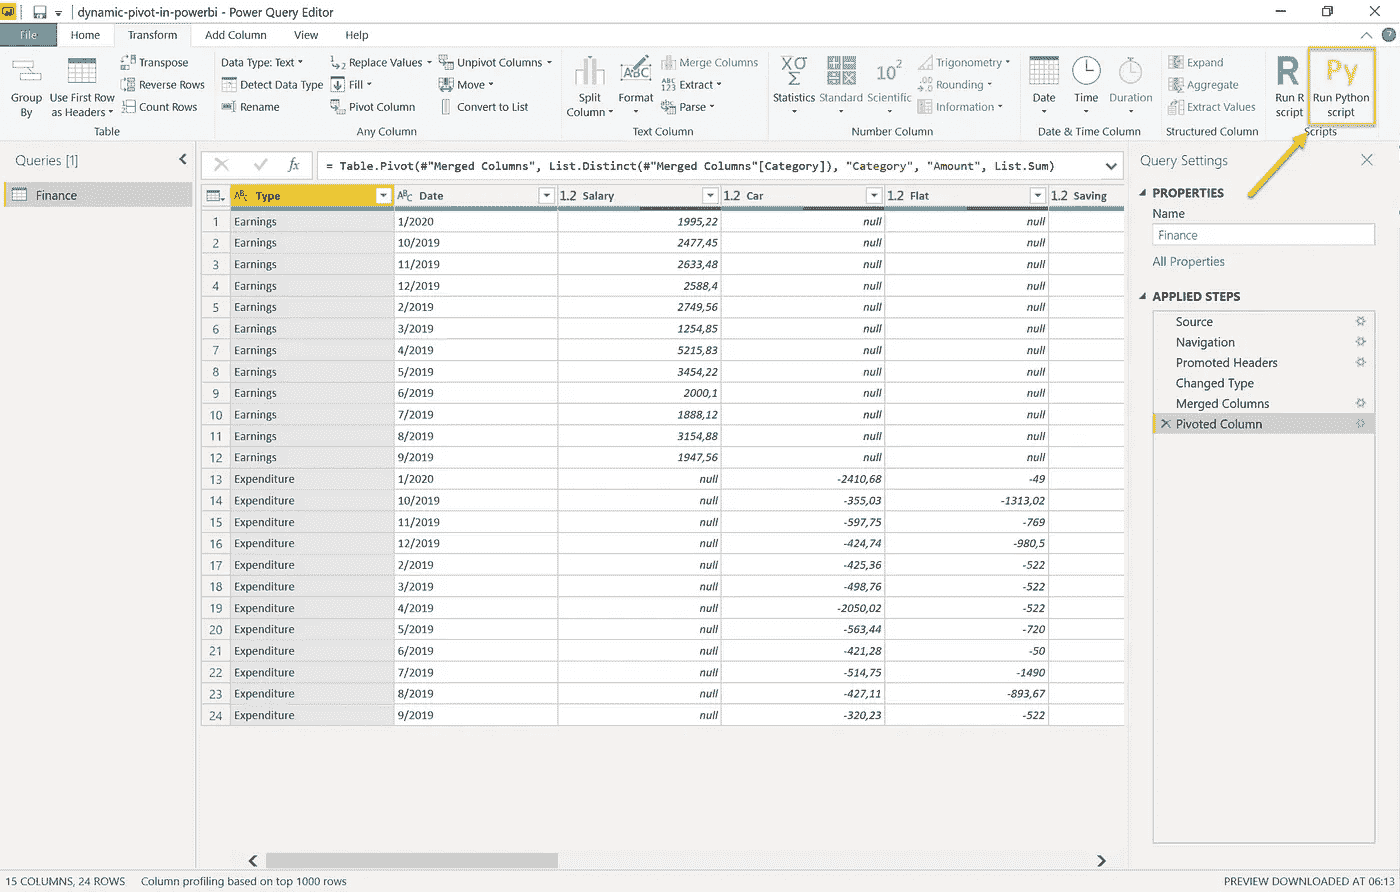 dynamic-pivot-in-powerbi - Power Query Editor
File Home Transform Add Column View Help
Group By
Use First Row as Headers
Transpose
Reverse Rows
Count Rows
Table
Data Type: Text
Detect Data Type
Rename
Replace Values
Fill
Pivot Column
Unpivot Columns
Move
Convert to List
Any Column
Split Column
ABC
Format
Merge Columns
Extract
Parse
Text Column
Statistics
Standard
10²
Scientific
Trigonometry
Rounding
Information
Number Column
Date
Time
Duration
Date & Time Column
Expand
Aggregate
Extract Values
Structured Column
R
Run R script
Py
Run Python script
Scripts
Queries [1]
Finance
fx
= Table.Pivot(#"Merged Columns", List.Distinct(#"Merged Columns"[Category]), "Category", "Amount", List.Sum)
ABC Type ABC Date 1.2 Salary 1.2 Car 1.2 Flat 1.2 Saving
1 Earnings 1/2020 1995,22 null null
2 Earnings 10/2019 2477,45 null null
3 Earnings 11/2019 2633,48 null null
4 Earnings 12/2019 2588,4 null null
5 Earnings 2/2019 2749,56 null null
6 Earnings 3/2019 1254,85 null null
7 Earnings 4/2019 5215,83 null null
8 Earnings 5/2019 3454,22 null null
9 Earnings 6/2019 2000,1 null null
10 Earnings 7/2019 1888,12 null null
11 Earnings 8/2019 3154,88 null null
12 Earnings 9/2019 1947,56 null null
13 Expenditure 1/2020 null -2410,68 -49
14 Expenditure 10/2019 null -355,03 -1313,02
15 Expenditure 11/2019 null -597,75 -769
16 Expenditure 12/2019 null -424,74 -980,5
17 Expenditure 2/2019 null -425,36 -522
18 Expenditure 3/2019 null -498,76 -522
19 Expenditure 4/2019 null -2050,02 -522
20 Expenditure 5/2019 null -563,44 -720
21 Expenditure 6/2019 null -421,28 -50
22 Expenditure 7/2019 null -514,75 -1490
23 Expenditure 8/2019 null -427,11 -893,67
24 Expenditure 9/2019 null -320,23 -522
Query Settings
PROPERTIES
Name
Finance
All Properties
APPLIED STEPS
Source
Navigation
Promoted Headers
Changed Type
Merged Columns
Pivoted Column
15 COLUMNS, 24 ROWS Column profiling based on top 1000 rows PREVIEW DOWNLOADED AT 06:13